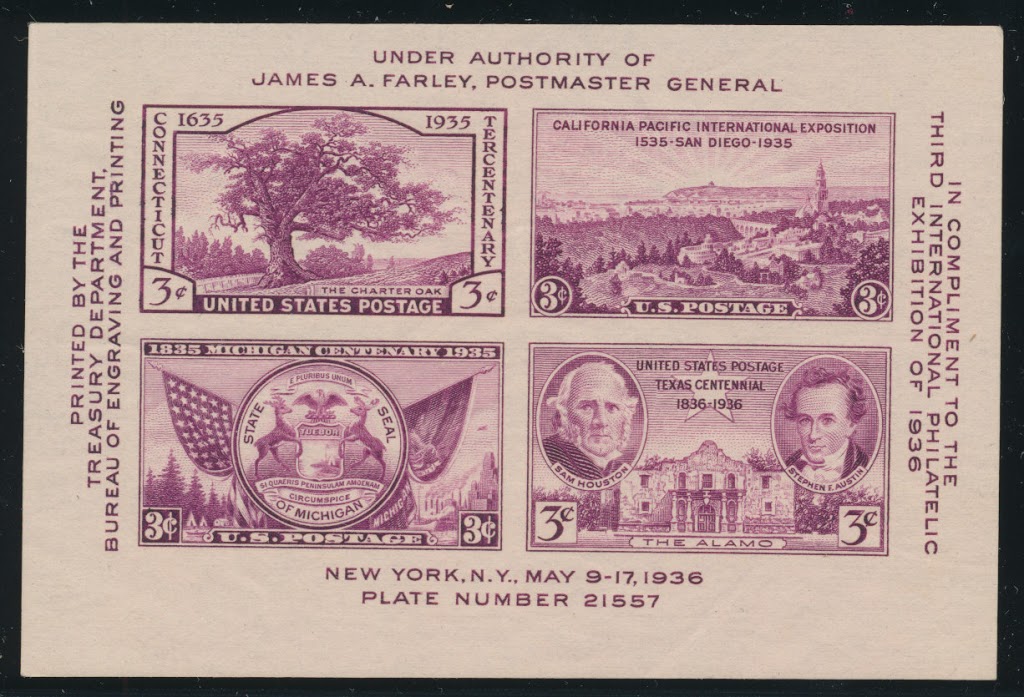 UNDER AUTHORITY OF
JAMES A. FARLEY, POSTMASTER GENERAL
PRINTED BY THE
TREASURY DEPARTMENT,
BUREAU OF ENGRAVING AND PRINTING
CONNECTICUT
1635
1935
TERCENTENARY
THE CHARTER OAK
3¢
UNITED STATES POSTAGE
3¢
CALIFORNIA PACIFIC INTERNATIONAL EXPOSITION
1535-SAN DIEGO-1935
3¢
U.S. POSTAGE
3¢
1835 MICHIGAN CENTENARY 1935
E PLURIBUS UNUM
STATE
SEAL
TUEBOR
SI QUAERIS PENINSULAM AMOENAM
CIRCUMSPICE
OF MICHIGAN
MICHIGAN
3¢
U.S. POSTAGE
3¢
UNITED STATES POSTAGE
TEXAS CENTENNIAL
1836-1936
SAM HOUSTON
STEPHEN F. AUSTIN
3¢
THE ALAMO
3¢
IN COMPLIMENT TO THE
THIRD INTERNATIONAL PHILATELIC
EXHIBITION OF 1936
NEW YORK, N.Y., MAY 9-17, 1936
PLATE NUMBER 21557